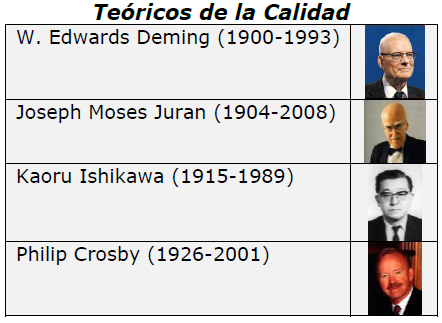 Teóricos de la Calidad
W. Edwards Deming (1900-1993)
Joseph Moses Juran (1904-2008)
Kaoru Ishikawa (1915-1989)
Philip Crosby (1926-2001)